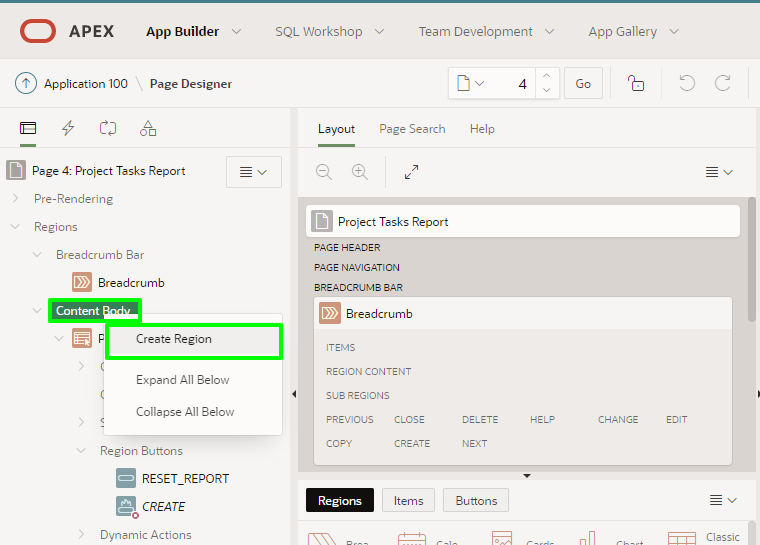 APEX App Builder SQL Workshop Team Development App Gallery
Application 100 \ Page Designer 4 Go
Layout Page Search Help
Page 4: Project Tasks Report
Pre-Rendering
Regions
Project Tasks Report
PAGE HEADER
Breadcrumb Bar
PAGE NAVIGATION
Breadcrumb
BREADCRUMB BAR
Content Body
Breadcrumb
P
Create Region
ITEMS
REGION CONTENT
Expand All Below
SUB REGIONS
Collapse All Below
PREVIOUS CLOSE DELETE HELP CHANGE EDIT
COPY CREATE NEXT
Region Buttons
RESET_REPORT
CREATE
Dynamic Actions
Regions Items Buttons
Cards Chart Classic